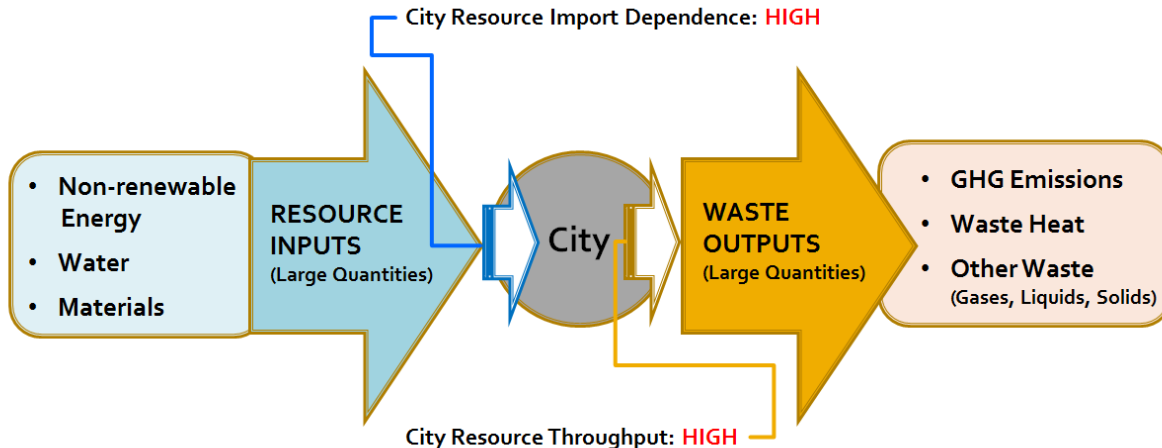 City Resource Import Dependence: HIGH
• Non-renewable
Energy
• Water
• Materials
RESOURCE
INPUTS
(Large Quantities)
City
WASTE
OUTPUTS
(Large Quantities)
• GHG Emissions
• Waste Heat
• Other Waste
(Gases, Liquids, Solids)
City Resource Throughput: HIGH